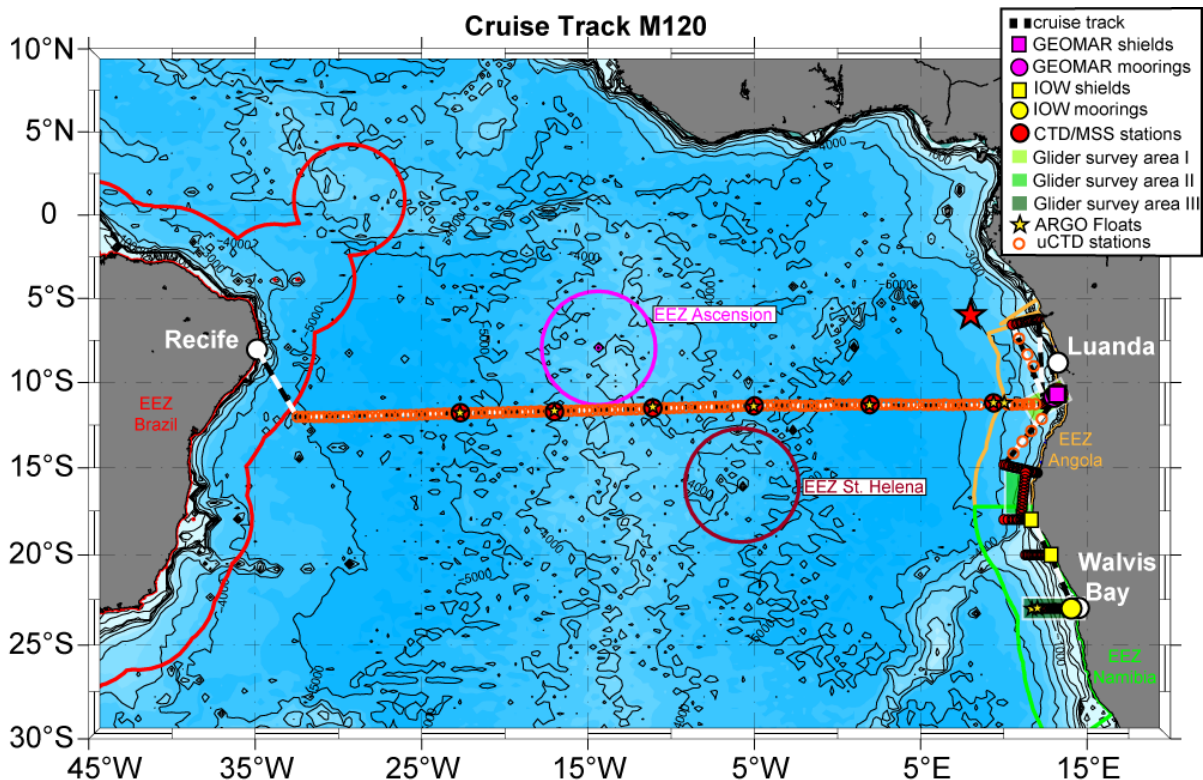 Cruise Track M120
cruise track
GEOMAR shields
GEOMAR moorings
IOW shields
IOW moorings
CTD/MSS stations
Glider survey area I
Glider survey area II
Glider survey area III
ARGO Floats
uCTD stations
10°N
5°N
0
5°S
10°S
15°S
20°S
25°S
30°S
45°W
35°W
25°W
15°W
5°W
5°E
15°E
Recife
EEZ
Brazil
EEZ Ascension
EEZ St. Helena
Luanda
EEZ
Angola
Walvis
Bay
EEZ
Namibia
-4000
-5000
-4000
-5000
-4000